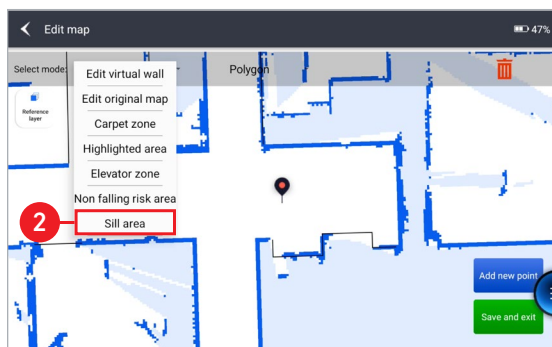 Edit map
47%
Select mode:
Polygon
Edit virtual wall
Edit original map
Carpet zone
Highlighted area
Elevator zone
Non falling risk area
Sill area
Reference
layer
2
Add new point
Save and exit